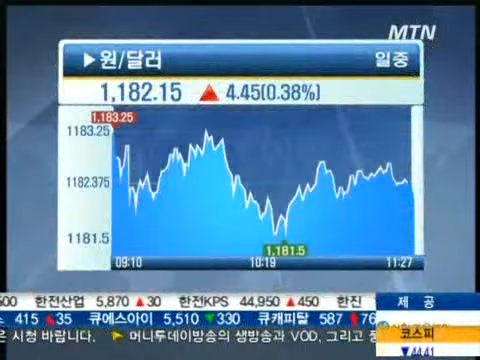 MTN
▶원/달러 일중
1,182.15 ▲ 4.45(0.38%)
1,183.25
1183.25
1182.375
1181.5
1,181.5
09:10 10:19 11:27
500 한전산업 5,870 ▲30 한전KPS 44,950 ▲450 한진
415 ▲35 큐에스아이 5,510 ▼330 큐캐피탈 587 ▲76
은 시청 바랍니다. ▶ 머니투데이방송의 생방송과 VOD, 그리고
제 공
코스피
▼44.41